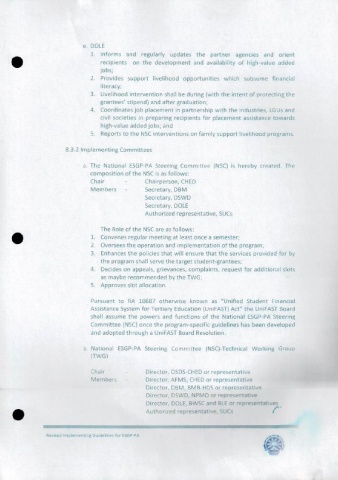 e. DOLE
1. Informs and regularly updates the partner agencies and orient
recipients on the development and availability of high-value added
jobs;
2. Provides support livelihood opportunities which subsume financial
literacy;
3. Livelihood intervention shall be during (with the intent of protecting the
grantees' stipend) and after graduation;
4. Coordinates job placement in partnership with the industries, LGUs and
civil societies in preparing recipients for placement assistance towards
high-value added jobs; and
5. Reports to the NSC interventions on family support livelihood programs.
8.3.2 Implementing Committees
a. The National ESGP-PA Steering Committee (NSC) is hereby created. The
composition of the NSC is as follows:
Chair - Chairperson, CHED
Members - Secretary, DBM
Secretary, DSWD
Secretary, DOLE
Authorized representative, SUCs
The Role of the NSC are as follows:
1. Convenes regular meeting at least once a semester;
2. Oversees the operation and implementation of the program;
3. Enhances the policies that will ensure that the services provided for by
the program shall serve the target student-grantees;
4. Decides on appeals, grievances, complaints, request for additional slots
as maybe recommended by the TWG;
5. Approves slot allocation
Pursuant to RA 10687 otherwise known as "Unified Student Financial
Assistance System for Tertiary Education (UniFAST) Act" the UniFAST Board
shall assume the powers and functions of the National ESGP-PA Steering
Committee (NSC) once the program-specific guidelines has been developed
and adopted through a UniFAST Board Resolution.
National ESGP-PA Steering Committee (NSC)-Technical Working Group
(TWG)
Chair - Director, OSDS-CHED or representative
Members - Director, AFMS, CHED or representative
Director, DBM, BMB-HDS or representative
Director, DSWD, NPMO or representative
Director, DOLE, BWSC and BLE or representatives
Authorized representative, SUCs
Revised Implementing Guidelines for ESGP-PA